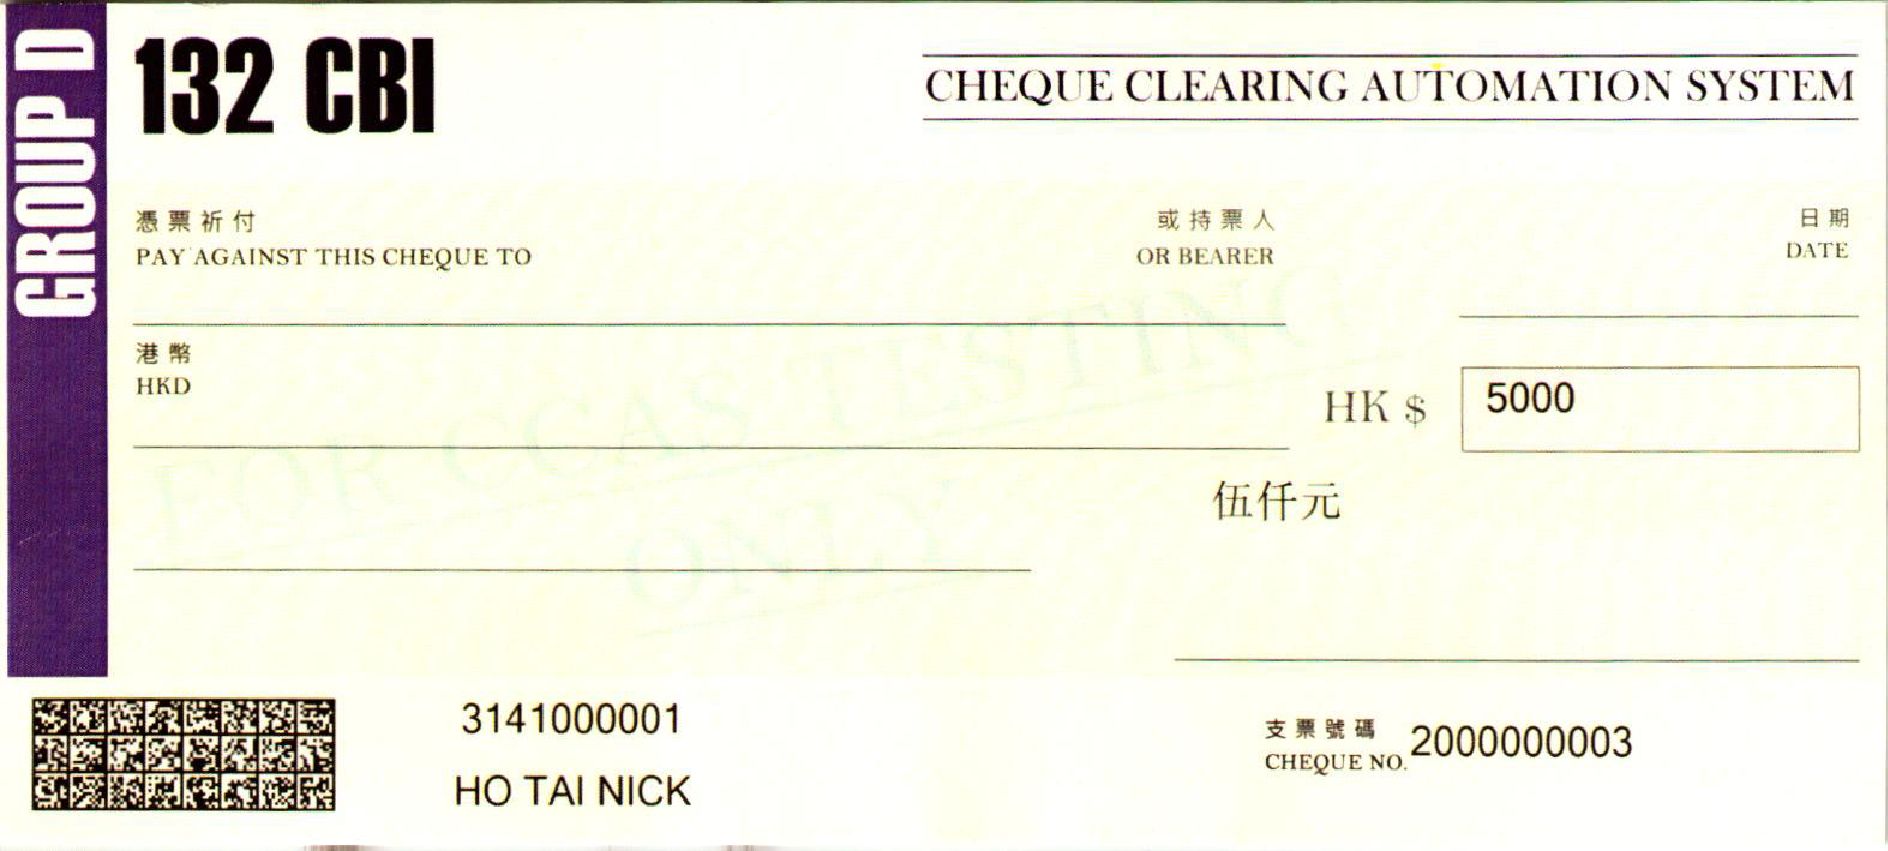 GROUP D
132 CBI
CHEQUE CLEARING AUTOMATION SYSTEM
憑票祈付
PAY AGAINST THIS CHEQUE TO
或持票人
OR BEARER
日期
DATE
港幣
HKD
HK $ 5000
伍仟元
FOR CCAS TESTING
ONLY
3141000001
HO TAI NICK
支票號碼
CHEQUE NO. 2000000003